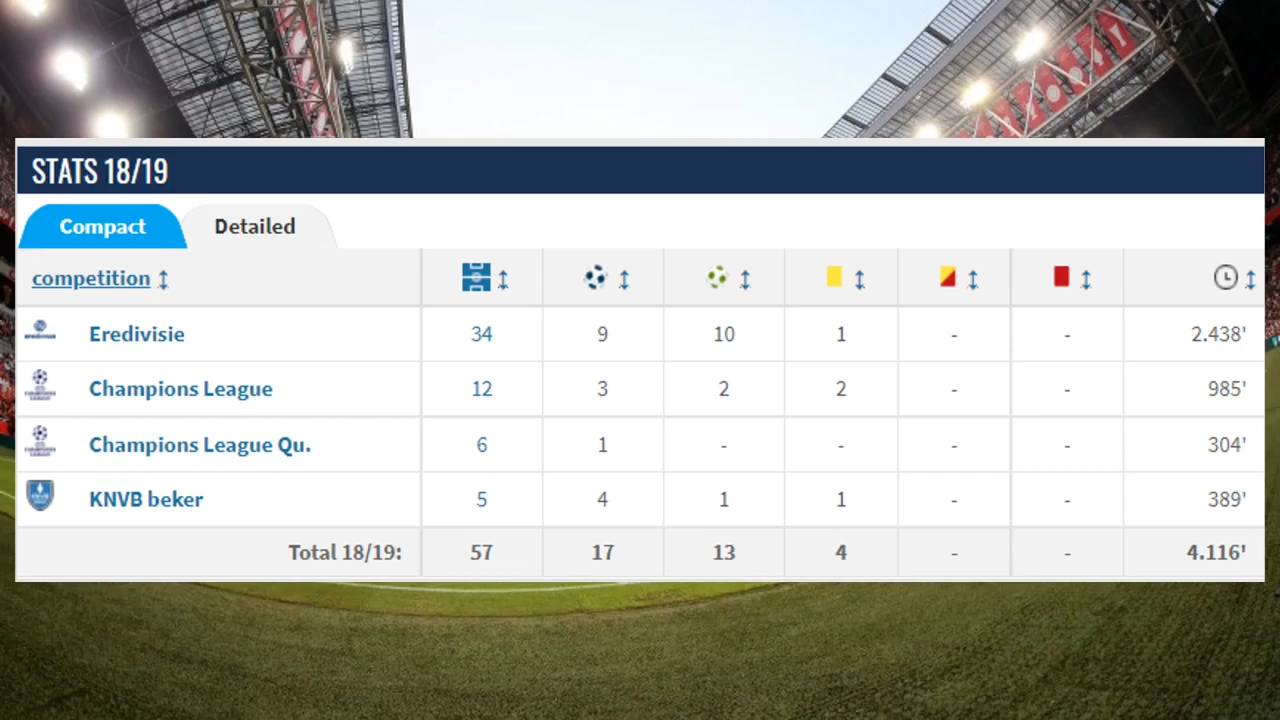 STATS 18/19
Compact Detailed
competition
Eredivisie 34 9 10 1 - - 2.438'
Champions League 12 3 2 2 - - 985'
Champions League Qu. 6 1 - - - - 304'
KNVB beker 5 4 1 1 - - 389'
Total 18/19: 57 17 13 4 - - 4.116'